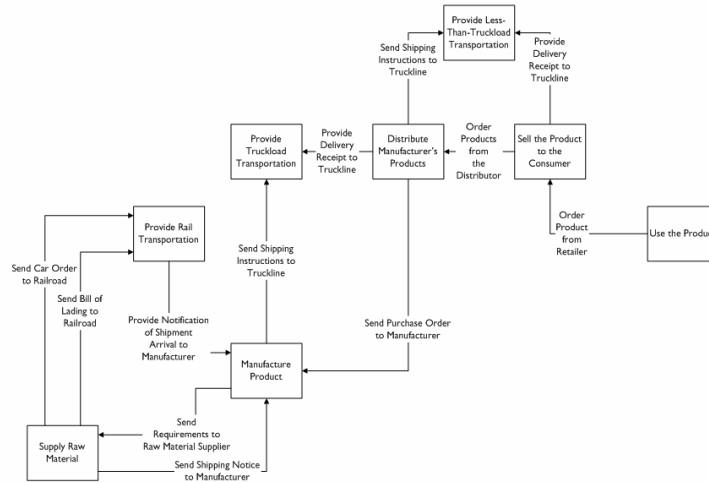 Provide Less-
Than-Truckload
Transportation
Send Shipping
Instructions to
Truckline
Provide
Delivery
Receipt to
Truckline
Provide
Truckload
Transportation
Provide
Delivery
Receipt to
Truckline
Distribute
Manufacturer's
Products
Order
Products
from
the
Distributor
Sell the Product
to the
Consumer
Provide Rail
Transportation
Order
Product
from
Retailer
Use the Product
Send Shipping
Instructions to
Truckline
Send Car Order
to Railroad
Send Bill of
Lading to
Railroad
Provide Notification
of Shipment
Arrival to
Manufacturer
Send Purchase Order
to Manufacturer
Manufacture
Product
Send
Requirements to
Raw Material Supplier
Supply Raw
Material
Send Shipping Notice
to Manufacturer